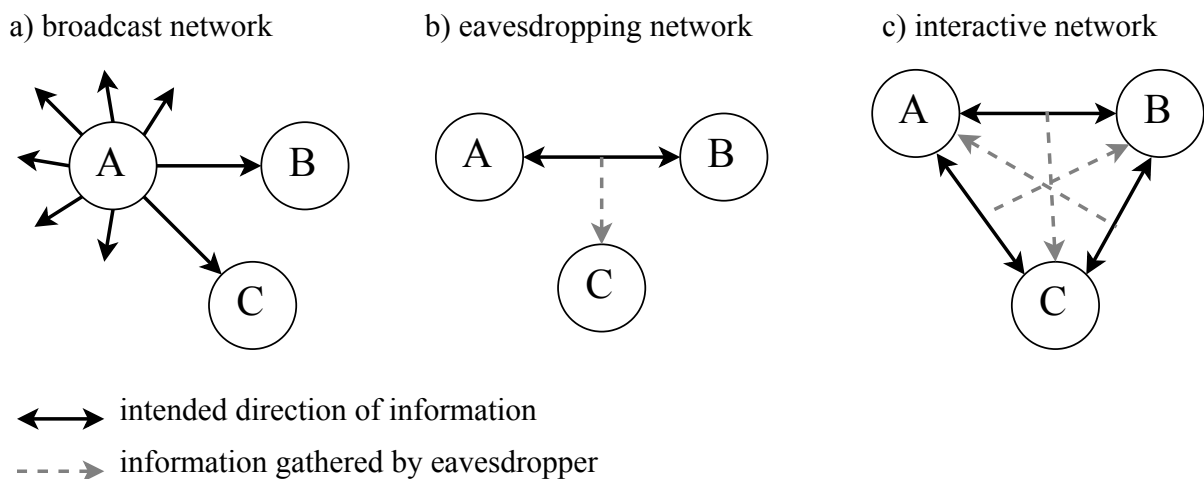 a) broadcast network
b) eavesdropping network
c) interactive network
A
B
C
A
B
C
A
B
C
intended direction of information
information gathered by eavesdropper